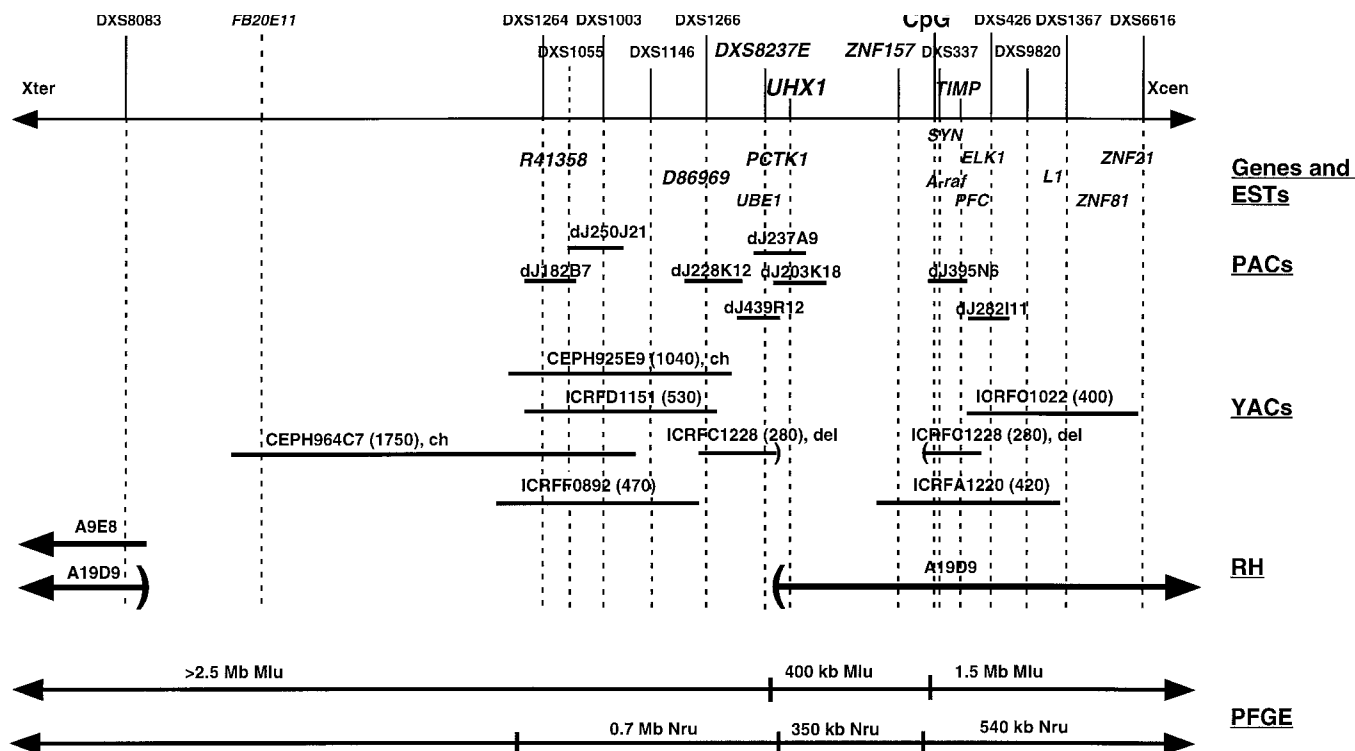 DXS8083 FB20E11 DXS1264 DXS1003 DXS1266 CpG DXS426 DXS1367 DXS6616
DXS1055 DXS1146 DXS8237E ZNF157 DXS337 DXS9820
Xter UHX1 TIMP Xcen
SYN
R41358 PCTK1 ELK1 ZNF21
D86969 A-raf L1
UBE1 PFC ZNF81
Genes and
ESTs
dJ250J21 dJ237A9
dJ182B7 dJ228K12 dJ203K18 dJ395N6
PACs
dJ439R12 dJ282I11
CEPH925E9 (1040), ch
ICRFD1151 (530) ICRFO1022 (400)
YACs
CEPH964C7 (1750), ch ICRFC1228 (280), del ICRFC1228 (280), del
ICRFF0892 (470) ICRFA1220 (420)
A9E8
A19D9 A19D9
RH
>2.5 Mb Mlu 400 kb Mlu 1.5 Mb Mlu
PFGE
0.7 Mb Nru 350 kb Nru 540 kb Nru